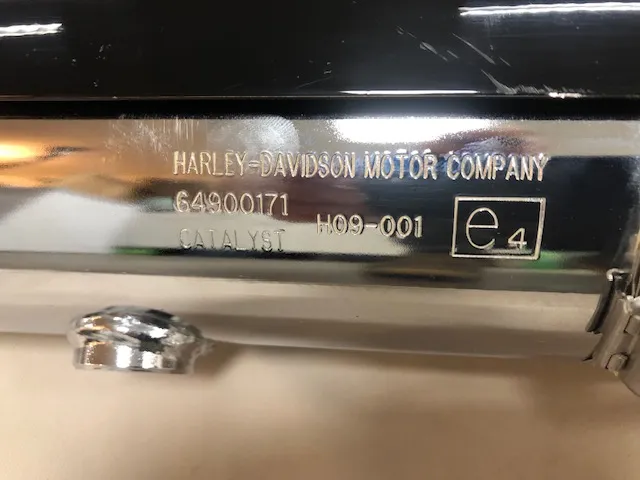 HARLEY-DAVIDSON MOTOR COMPANY
64900171
CATALYST H09-001 e4